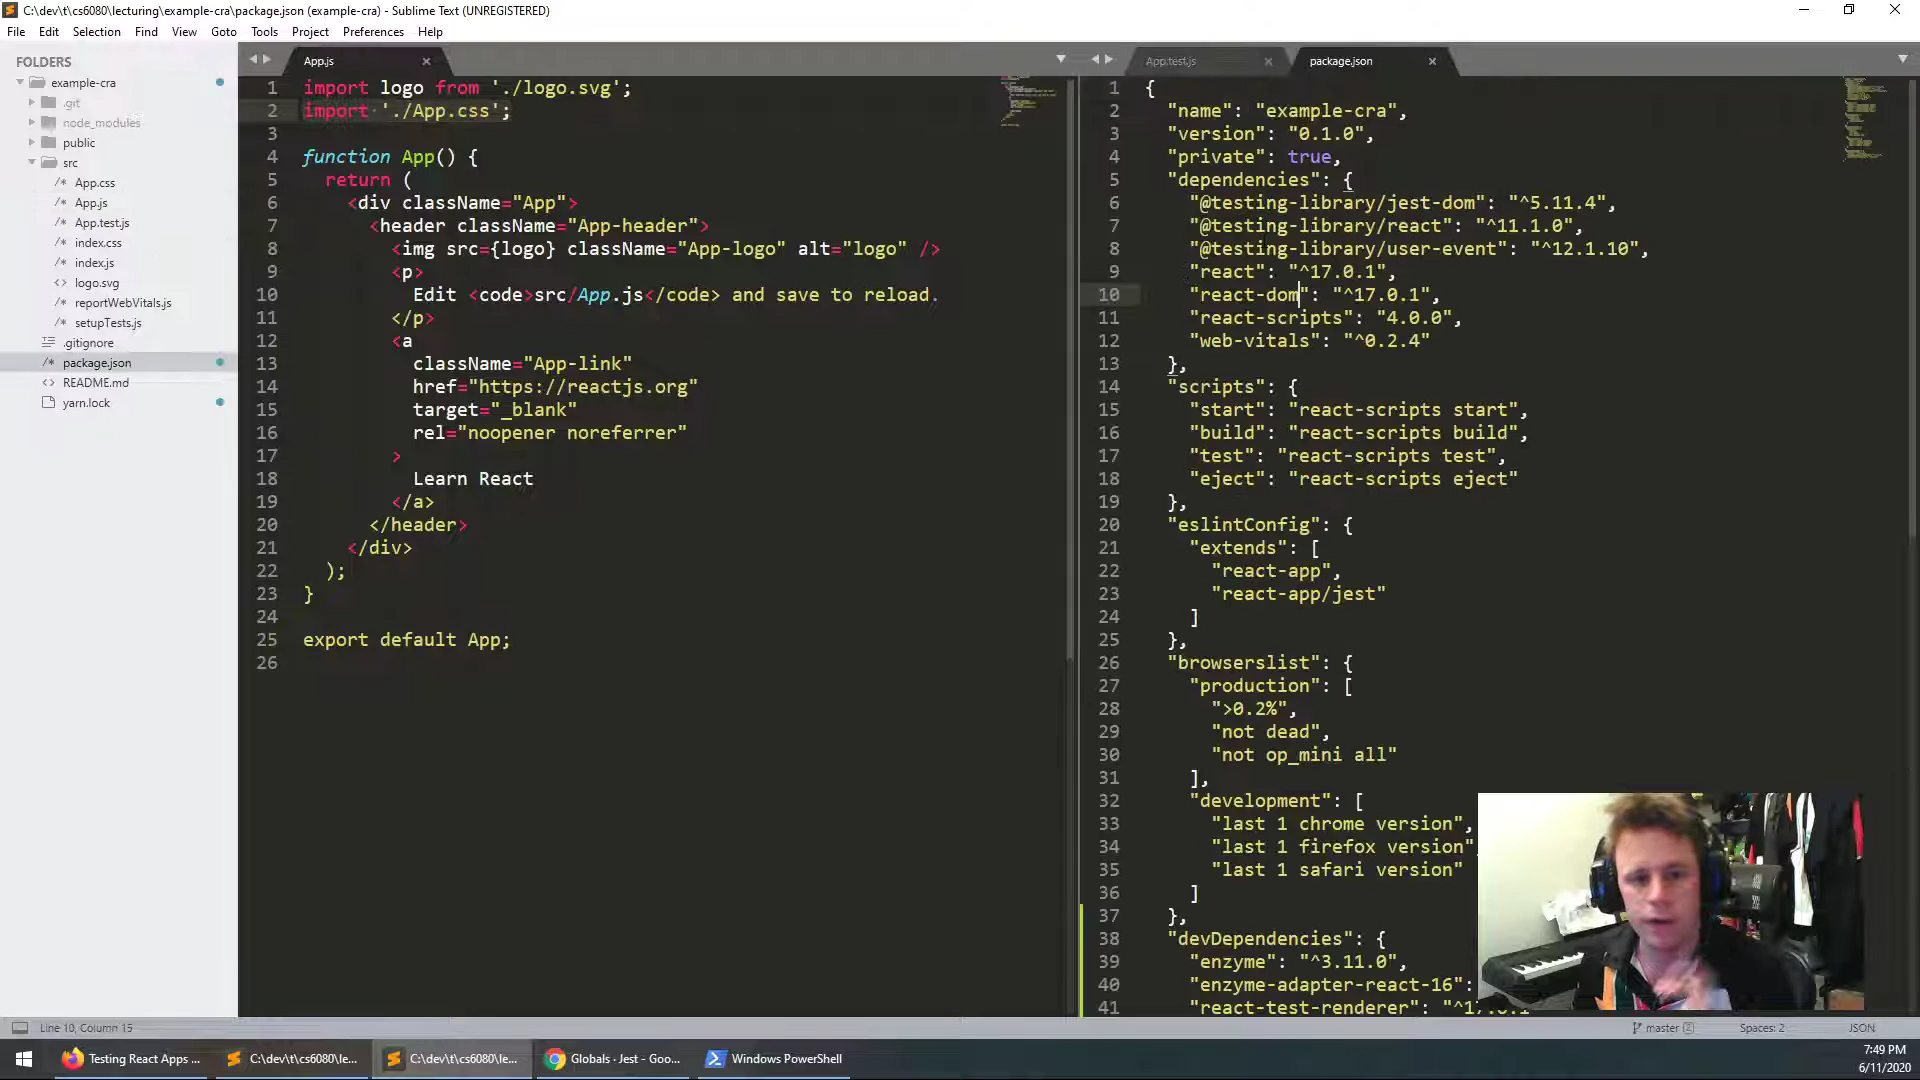 C:\dev\t\cs6080\lecturing\example-cra\package.json (example-cra) - Sublime Text (UNREGISTERED)
File Edit Selection Find View Goto Tools Project Preferences Help
FOLDERS
example-cra
.git
node_modules
public
src
App.css
App.js
App.test.js
index.css
index.js
logo.svg
reportWebVitals.js
setupTests.js
.gitignore
package.json
README.md
yarn.lock
App.js
1 import logo from './logo.svg';
2 import './App.css';
3
4 function App() {
5 return (
6 <div className="App">
7 <header className="App-header">
8 <img src={logo} className="App-logo" alt="logo" />
9 <p>
10 Edit <code>src/App.js</code> and save to reload.
11 </p>
12 <a
13 className="App-link"
14 href="https://reactjs.org"
15 target="_blank"
16 rel="noopener noreferrer"
17 >
18 Learn React
19 </a>
20 </header>
21 </div>
22 );
23 }
24
25 export default App;
26
App.test.js package.json
1 {
2 "name": "example-cra",
3 "version": "0.1.0",
4 "private": true,
5 "dependencies": {
6 "@testing-library/jest-dom": "^5.11.4",
7 "@testing-library/react": "^11.1.0",
8 "@testing-library/user-event": "^12.1.10",
9 "react": "^17.0.1",
10 "react-dom": "^17.0.1",
11 "react-scripts": "4.0.0",
12 "web-vitals": "^0.2.4"
13 },
14 "scripts": {
15 "start": "react-scripts start",
16 "build": "react-scripts build",
17 "test": "react-scripts test",
18 "eject": "react-scripts eject"
19 },
20 "eslintConfig": {
21 "extends": [
22 "react-app",
23 "react-app/jest"
24 ]
25 },
26 "browserslist": {
27 "production": [
28 ">0.2%",
29 "not dead",
30 "not op_mini all"
31 ],
32 "development": [
33 "last 1 chrome version",
34 "last 1 firefox version",
35 "last 1 safari version"
36 ]
37 },
38 "devDependencies": {
39 "enzyme": "^3.11.0",
40 "enzyme-adapter-react-16":
41 "react-test-renderer":
Line 10, Column 15
master 2
Spaces: 2
JSON
Testing React Apps ...
C:\dev\t\cs6080\le...
C:\dev\t\cs6080\le...
Globals · Jest - Goo...
Windows PowerShell
7:49 PM
6/11/2020